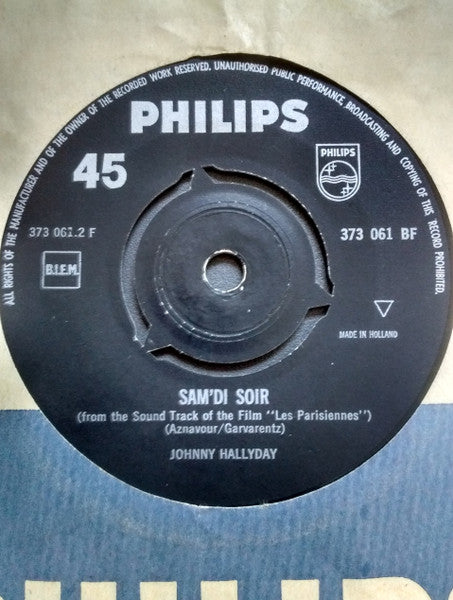 ALL RIGHTS OF THE MANUFACTURER AND OF THE OWNER OF THE RECORDED WORK RESERVED. UNAUTHORISED PUBLIC PERFORMANCE, BROADCASTING AND COPYING OF THIS RECORD PROHIBITED.
PHILIPS
45
PHILIPS
373 061.2 F
373 061 BF
B.I.E.M.
MADE IN HOLLAND
SAM'DI SOIR
(from the Sound Track of the Film "Les Parisiennes")
(Aznavour/Garvarentz)
JOHNNY HALLYDAY